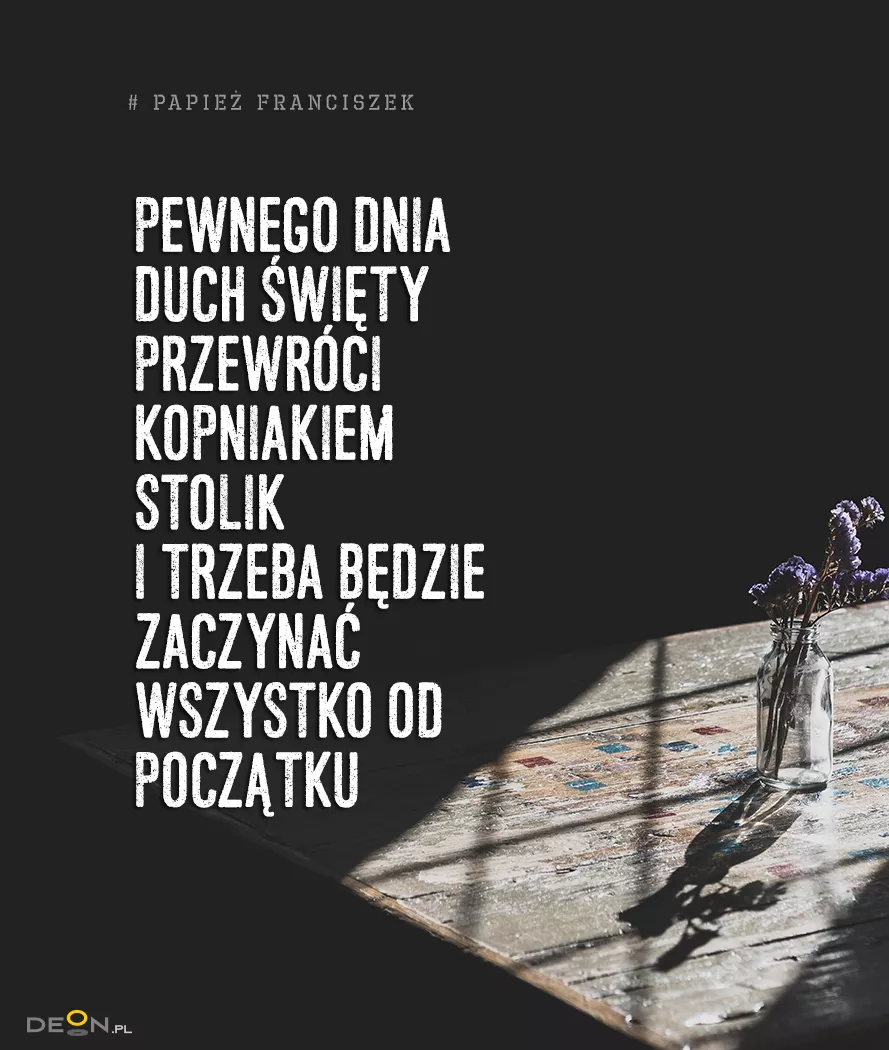 # PAPIEŻ FRANCISZEK
PEWNEGO DNIA
DUCH ŚWIĘTY
PRZEWRÓCI
KOPNIAKIEM
STOLIK
I TRZEBA BĘDZIE
ZACZYNAĆ
WSZYSTKO OD
POCZĄTKU
DEON.PL